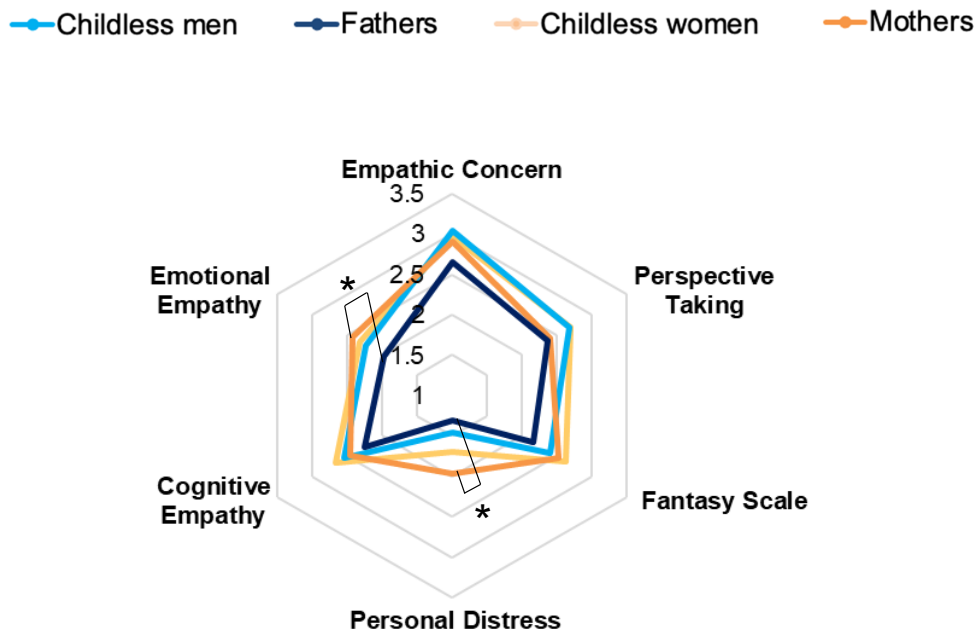 Childless men Fathers Childless women Mothers
Empathic Concern
3.5
3
2.5
2
1.5
1
Perspective
Taking
Fantasy Scale
Personal Distress
Cognitive
Empathy
Emotional
Empathy
*
*